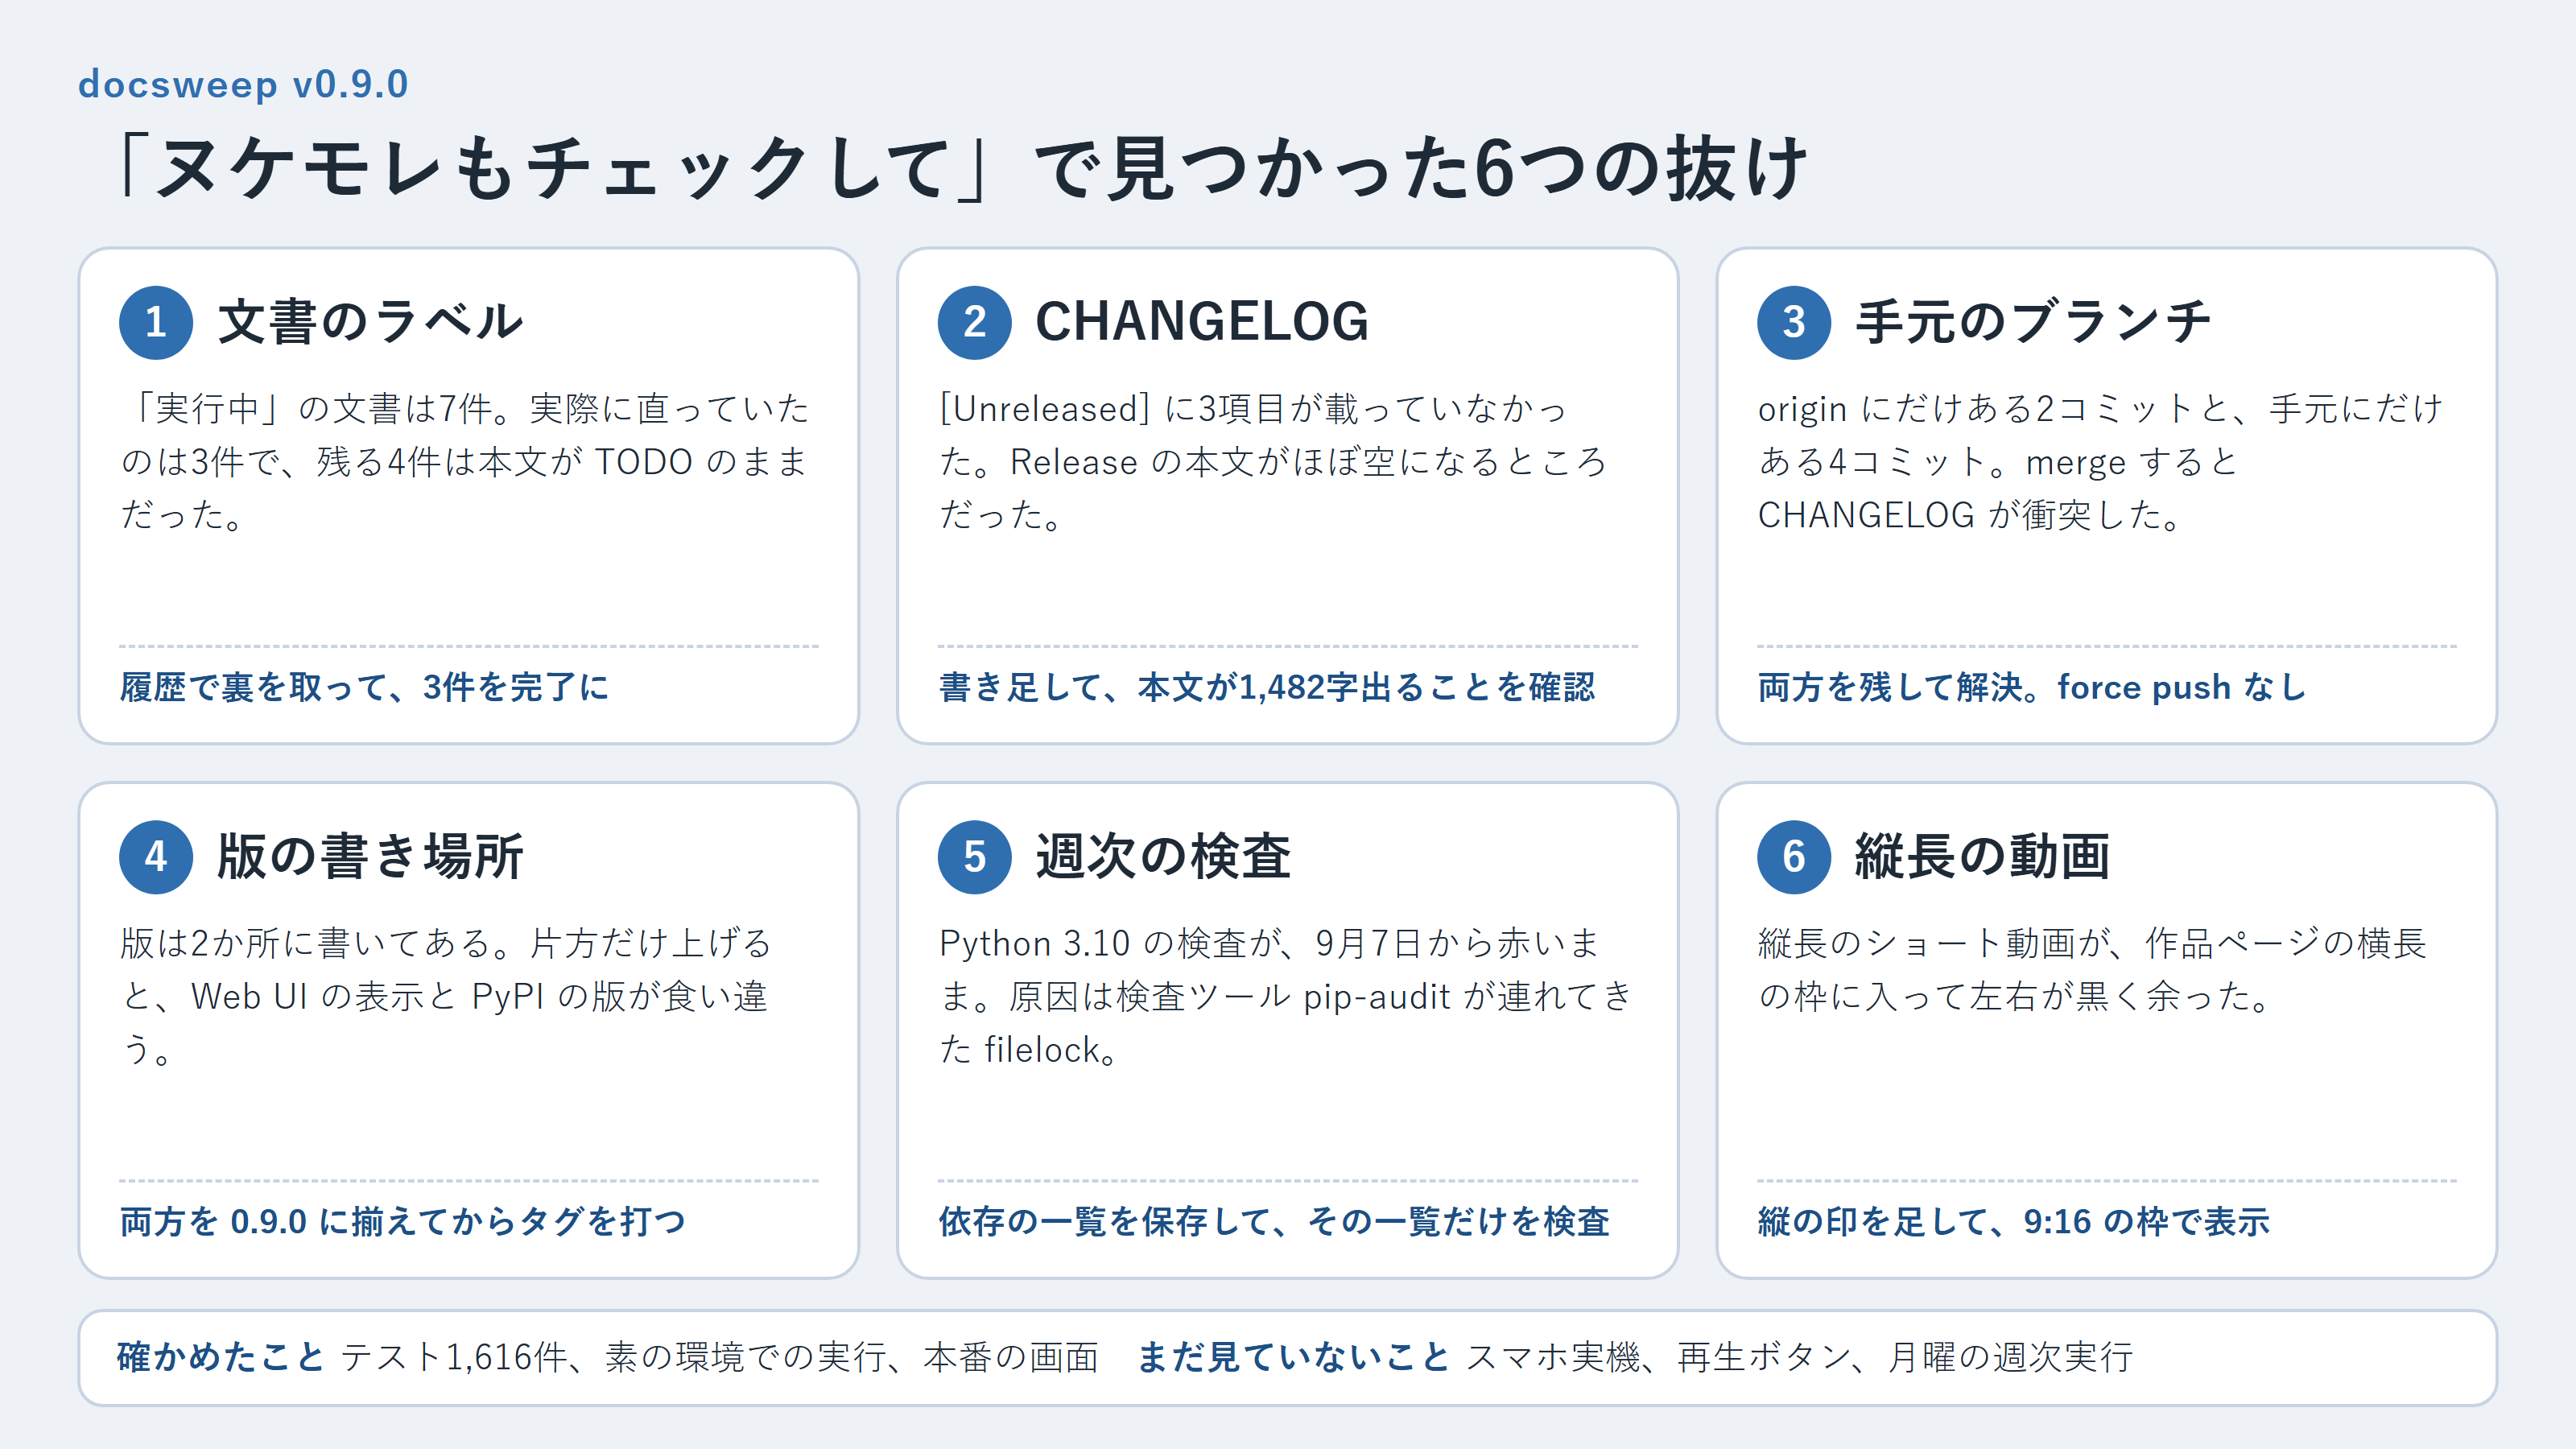 docsweep v0.9.0
「ヌケモレもチェックして」で見つかった6つの抜け
1 文書のラベル
「実行中」の文書は7件。実際に直っていた
のは3件で、残る4件は本文が TODO のまま
だった。
履歴で裏を取って、3件を完了に
2 CHANGELOG
[Unreleased] に3項目が載っていなかっ
た。Release の本文がほぼ空になるところ
だった。
書き足して、本文が1,482字出ることを確認
3 手元のブランチ
origin にだけある2コミットと、手元にだけ
ある4コミット。merge すると
CHANGELOG が衝突した。
両方を残して解決。force push なし
4 版の書き場所
版は2か所に書いてある。片方だけ上げる
と、Web UI の表示と PyPI の版が食い違
う。
両方を 0.9.0 に揃えてからタグを打つ
5 週次の検査
Python 3.10 の検査が、9月7日から赤いま
ま。原因は検査ツール pip-audit が連れてき
た filelock。
依存の一覧を保存して、その一覧だけを検査
6 縦長の動画
縦長のショート動画が、作品ページの横長
の枠に入って左右が黒く余った。
縦の印を足して、9:16 の枠で表示
確かめたこと テスト1,616件、素の環境での実行、本番の画面 まだ見ていないこと スマホ実機、再生ボタン、月曜の週次実行